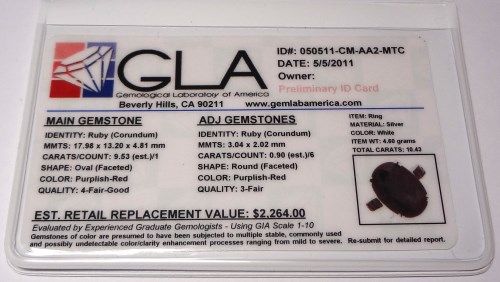 GLA
Gemological Laboratory of America
Beverly Hills, CA 90211
ID#: 050511-CM-AA2-MTC
DATE: 5/5/2011
Owner:
Preliminary ID Card
www.gemlabamerica.com
MAIN GEMSTONE
IDENTITY: Ruby (Corundum)
MMTS: 17.98 x 13.20 x 4.81 mm
CARATS/COUNT: 9.53 (est.)/1
SHAPE: Oval (Faceted)
COLOR: Purplish-Red
QUALITY: 4-Fair-Good
ADJ GEMSTONES
IDENTITY: Ruby (Corundum)
MMTS: 3.04 x 2.02 mm
CARATS/COUNT: 0.90 (est.)/6
SHAPE: Round (Faceted)
COLOR: Purplish-Red
QUALITY: 3-Fair
ITEM: Ring
MATERIAL: Silver
COLOR: White
ITEM WT: 4.60 grams
TOTAL CARATS: 10.43
EST. RETAIL REPLACEMENT VALUE: $2,264.00
Evaluated by Experienced Graduate Gemologists - Using GIA Scale 1-10
Gemstones of color are presumed to have been subjected to multiple stable, commonly used
and possibly undetectable color/clarity enhancement processes ranging from mild to severe.
Re-submit for detailed report.